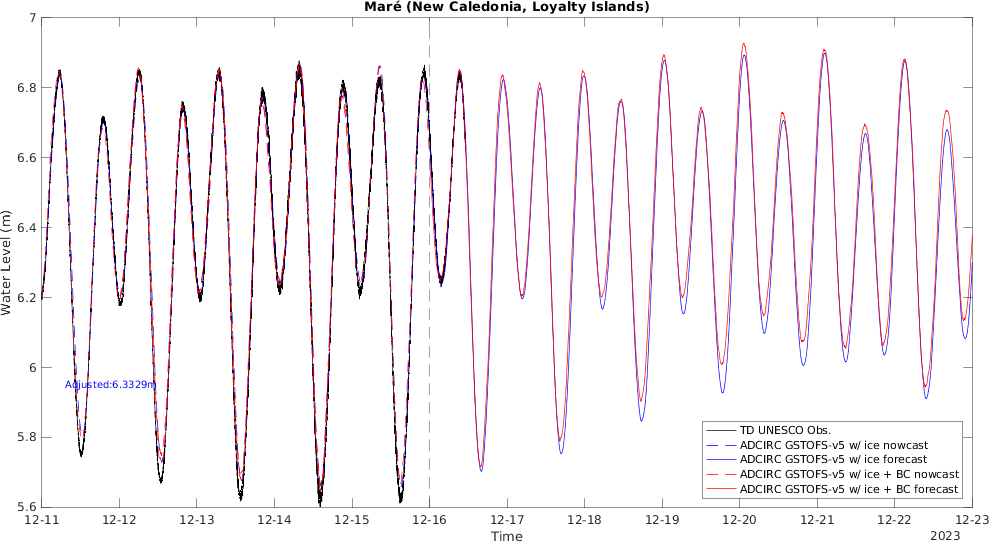 Maré (New Caledonia, Loyalty Islands)
7
6.8
6.6
6.4
6.2
6
5.8
5.6
Water Level (m)
Adjusted:6.3329m
TD UNESCO Obs.
ADCIRC GSTOFS-v5 w/ ice nowcast
ADCIRC GSTOFS-v5 w/ ice forecast
ADCIRC GSTOFS-v5 w/ ice + BC nowcast
ADCIRC GSTOFS-v5 w/ ice + BC forecast
12-11 12-12 12-13 12-14 12-15 12-16 12-17 12-18 12-19 12-20 12-21 12-22 12-23
Time
2023